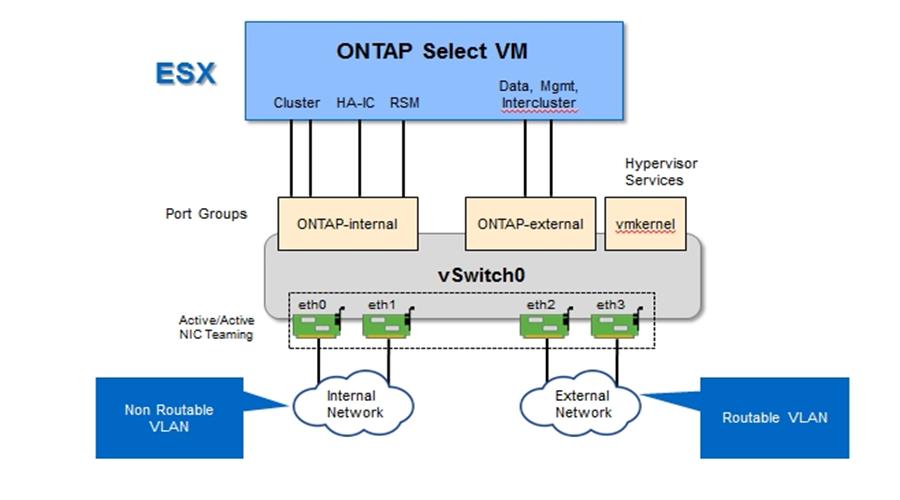 ONTAP Select VM
ESX
Data, Mgmt,
Intercluster
Cluster HA-IC RSM
Hypervisor
Services
Port Groups
ONTAP-internal ONTAP-external vmkernel
vSwitch0
eth0 eth1 eth2 eth3
Active/Active
NIC Teaming
Internal
Network
External
Network
Non Routable
VLAN
Routable VLAN